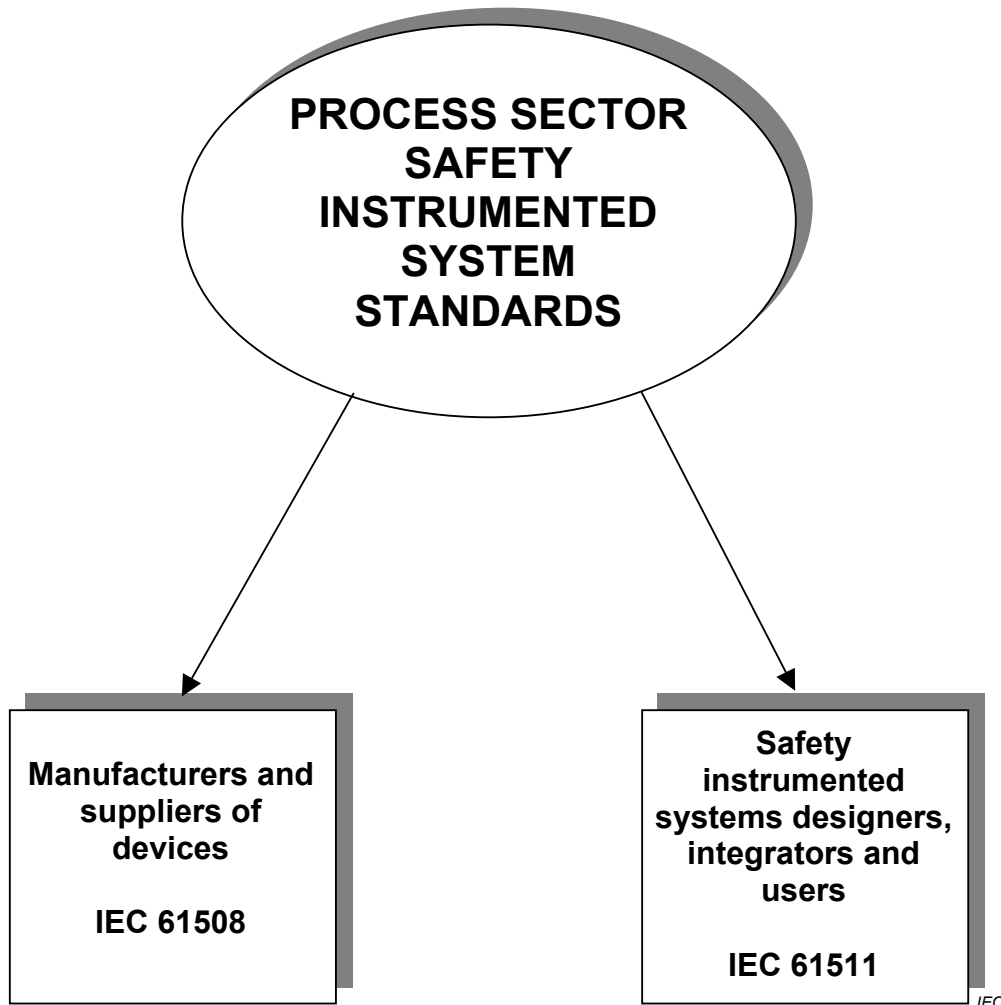 PROCESS SECTOR
SAFETY
INSTRUMENTED
SYSTEM
STANDARDS
Manufacturers and
suppliers of
devices
IEC 61508
Safety
instrumented
systems designers,
integrators and
users
IEC 61511
IEC